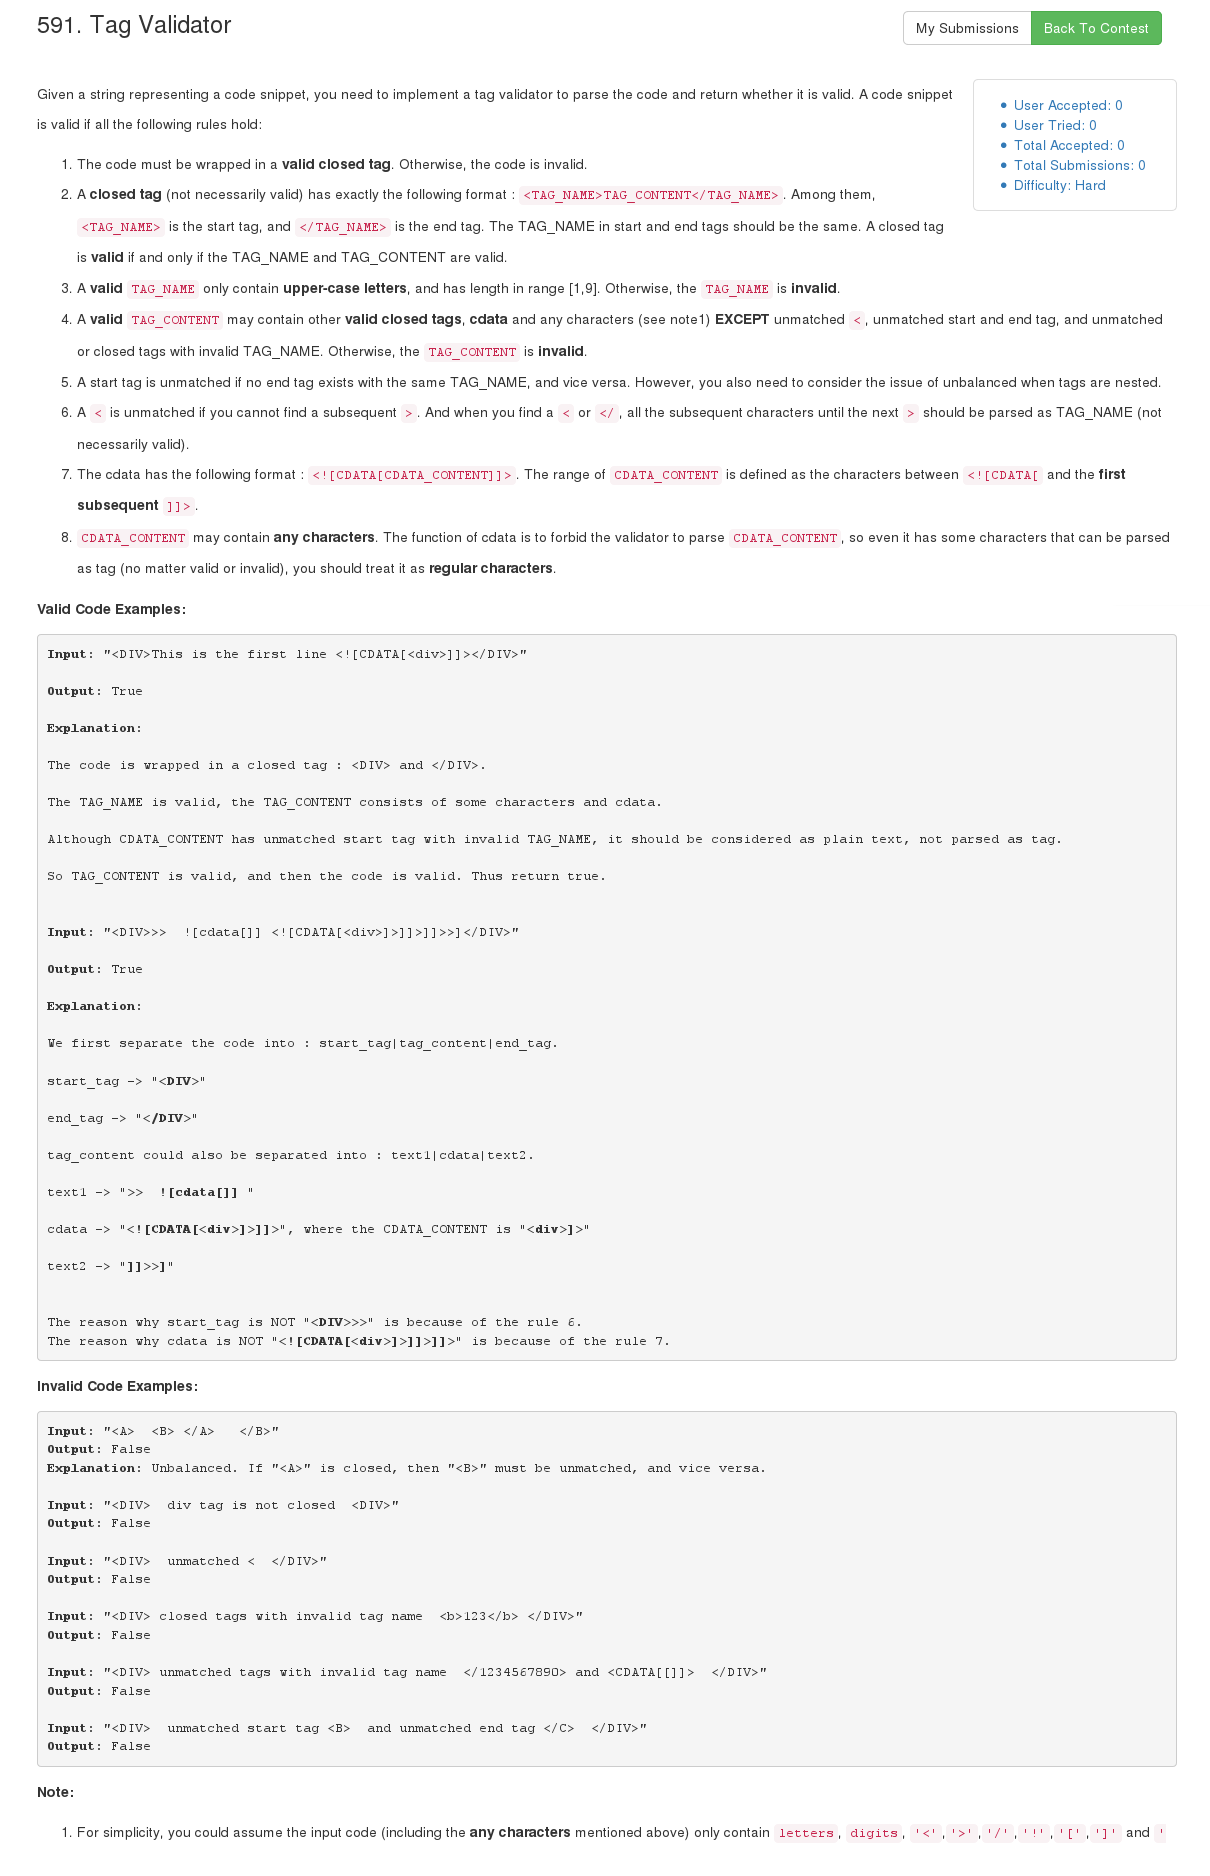 591. Tag Validator
My Submissions
Back To Contest
Given a string representing a code snippet, you need to implement a tag validator to parse the code and return whether it is valid. A code snippet
is valid if all the following rules hold:
User Accepted: 0
User Tried: 0
Total Accepted: 0
Total Submissions: 0
Difficulty: Hard
1. The code must be wrapped in a valid closed tag. Otherwise, the code is invalid.
2. A closed tag (not necessarily valid) has exactly the following format : <TAG_NAME>TAG_CONTENT</TAG_NAME>. Among them,
<TAG_NAME> is the start tag, and </TAG_NAME> is the end tag. The TAG_NAME in start and end tags should be the same. A closed tag
is valid if and only if the TAG_NAME and TAG_CONTENT are valid.
3. A valid TAG_NAME only contain upper-case letters, and has length in range [1,9]. Otherwise, the TAG_NAME is invalid.
4. A valid TAG_CONTENT may contain other valid closed tags, cdata and any characters (see note1) EXCEPT unmatched <, unmatched start and end tag, and unmatched
or closed tags with invalid TAG_NAME. Otherwise, the TAG_CONTENT is invalid.
5. A start tag is unmatched if no end tag exists with the same TAG_NAME, and vice versa. However, you also need to consider the issue of unbalanced when tags are nested.
6. A < is unmatched if you cannot find a subsequent >. And when you find a < or </, all the subsequent characters until the next > should be parsed as TAG_NAME (not
necessarily valid).
7. The cdata has the following format : <![CDATA[CDATA_CONTENT]]>. The range of CDATA_CONTENT is defined as the characters between <![CDATA[ and the first
subsequent ]]>.
8. CDATA_CONTENT may contain any characters. The function of cdata is to forbid the validator to parse CDATA_CONTENT, so even it has some characters that can be parsed
as tag (no matter valid or invalid), you should treat it as regular characters.
Valid Code Examples:
Input: "<DIV>This is the first line <![CDATA[<div>]]></DIV>"
Output: True
Explanation:
The code is wrapped in a closed tag : <DIV> and </DIV>.
The TAG_NAME is valid, the TAG_CONTENT consists of some characters and cdata.
Although CDATA_CONTENT has unmatched start tag with invalid TAG_NAME, it should be considered as plain text, not parsed as tag.
So TAG_CONTENT is valid, and then the code is valid. Thus return true.
Input: "<DIV>>>  ![cdata[]] <![CDATA[<div>]>]]>]]>>]</DIV>"
Output: True
Explanation:
We first separate the code into : start_tag|tag_content|end_tag.
start_tag -> "<DIV>"
end_tag -> "</DIV>"
tag_content could also be separated into : text1|cdata|text2.
text1 -> ">>  ![cdata[]] "
cdata -> "<![CDATA[<div>]>]]>", where the CDATA_CONTENT is "<div>]>"
text2 -> "]]>>]"
The reason why start_tag is NOT "<DIV>>>" is because of the rule 6.
The reason why cdata is NOT "<![CDATA[<div>]>]]>]]>" is because of the rule 7.
Invalid Code Examples:
Input: "<A>  <B> </A>   </B>"
Output: False
Explanation: Unbalanced. If "<A>" is closed, then "<B>" must be unmatched, and vice versa.
Input: "<DIV>  div tag is not closed  <DIV>"
Output: False
Input: "<DIV>  unmatched <  </DIV>"
Output: False
Input: "<DIV> closed tags with invalid tag name  <b>123</b> </DIV>"
Output: False
Input: "<DIV> unmatched tags with invalid tag name  </1234567890> and <CDATA[[]]>  </DIV>"
Output: False
Input: "<DIV>  unmatched start tag <B>  and unmatched end tag </C>  </DIV>"
Output: False
Note:
1. For simplicity, you could assume the input code (including the any characters mentioned above) only contain letters, digits, '<','>','/','!','[',']' and '